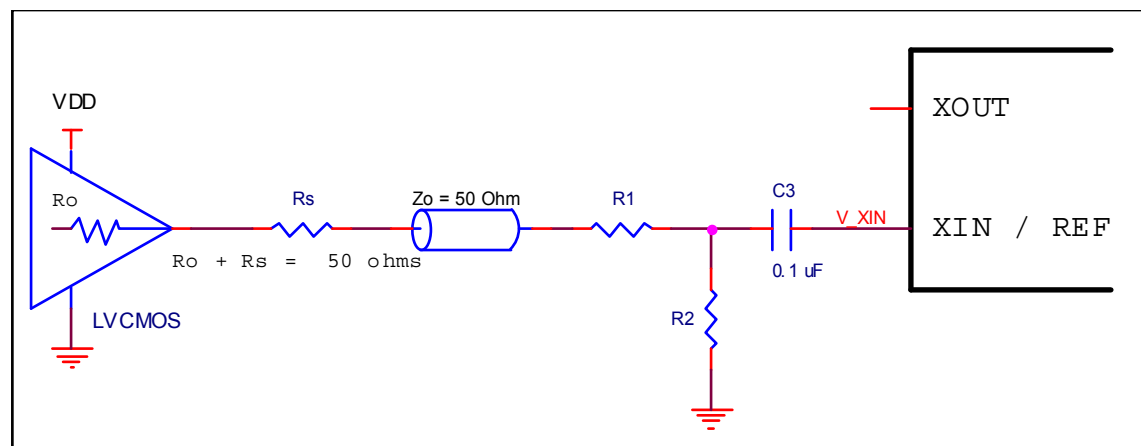 VDD
XOUT
Ro
Rs
Zo = 50 Ohm
R1
C3
V_XIN
XIN / REF
Ro + Rs = 50 ohms
0.1 uF
LVCMOS
R2